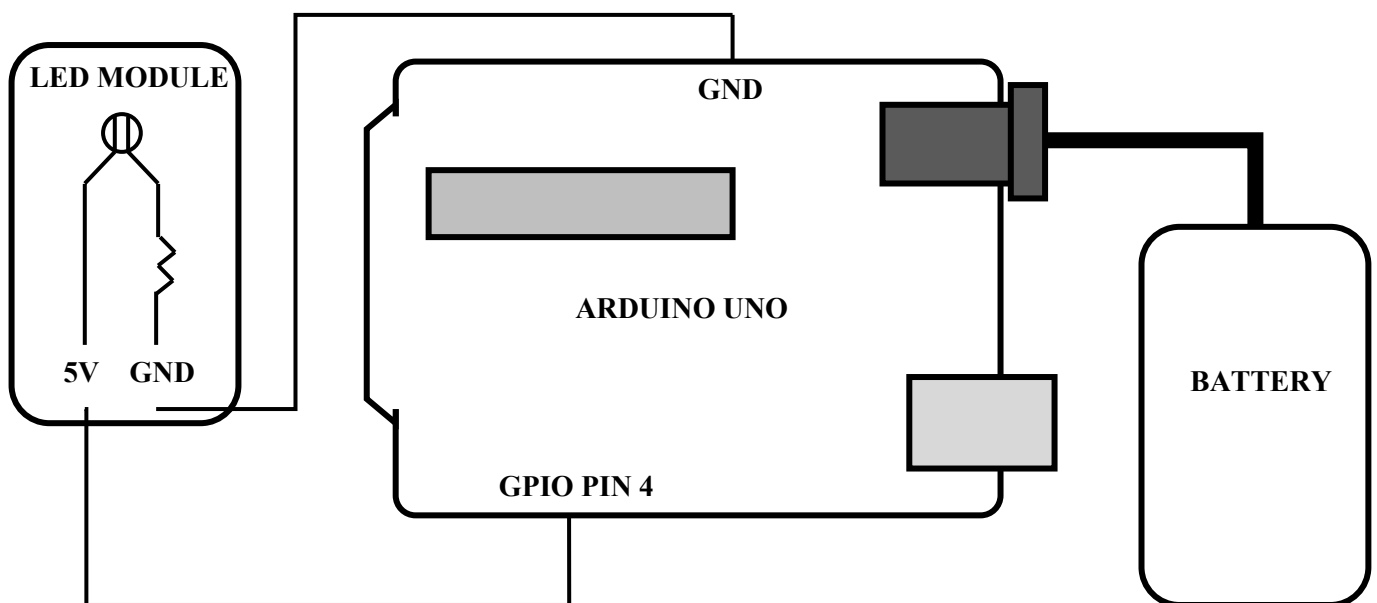 LED MODULE
5V GND
GND
ARDUINO UNO
GPIO PIN 4
BATTERY